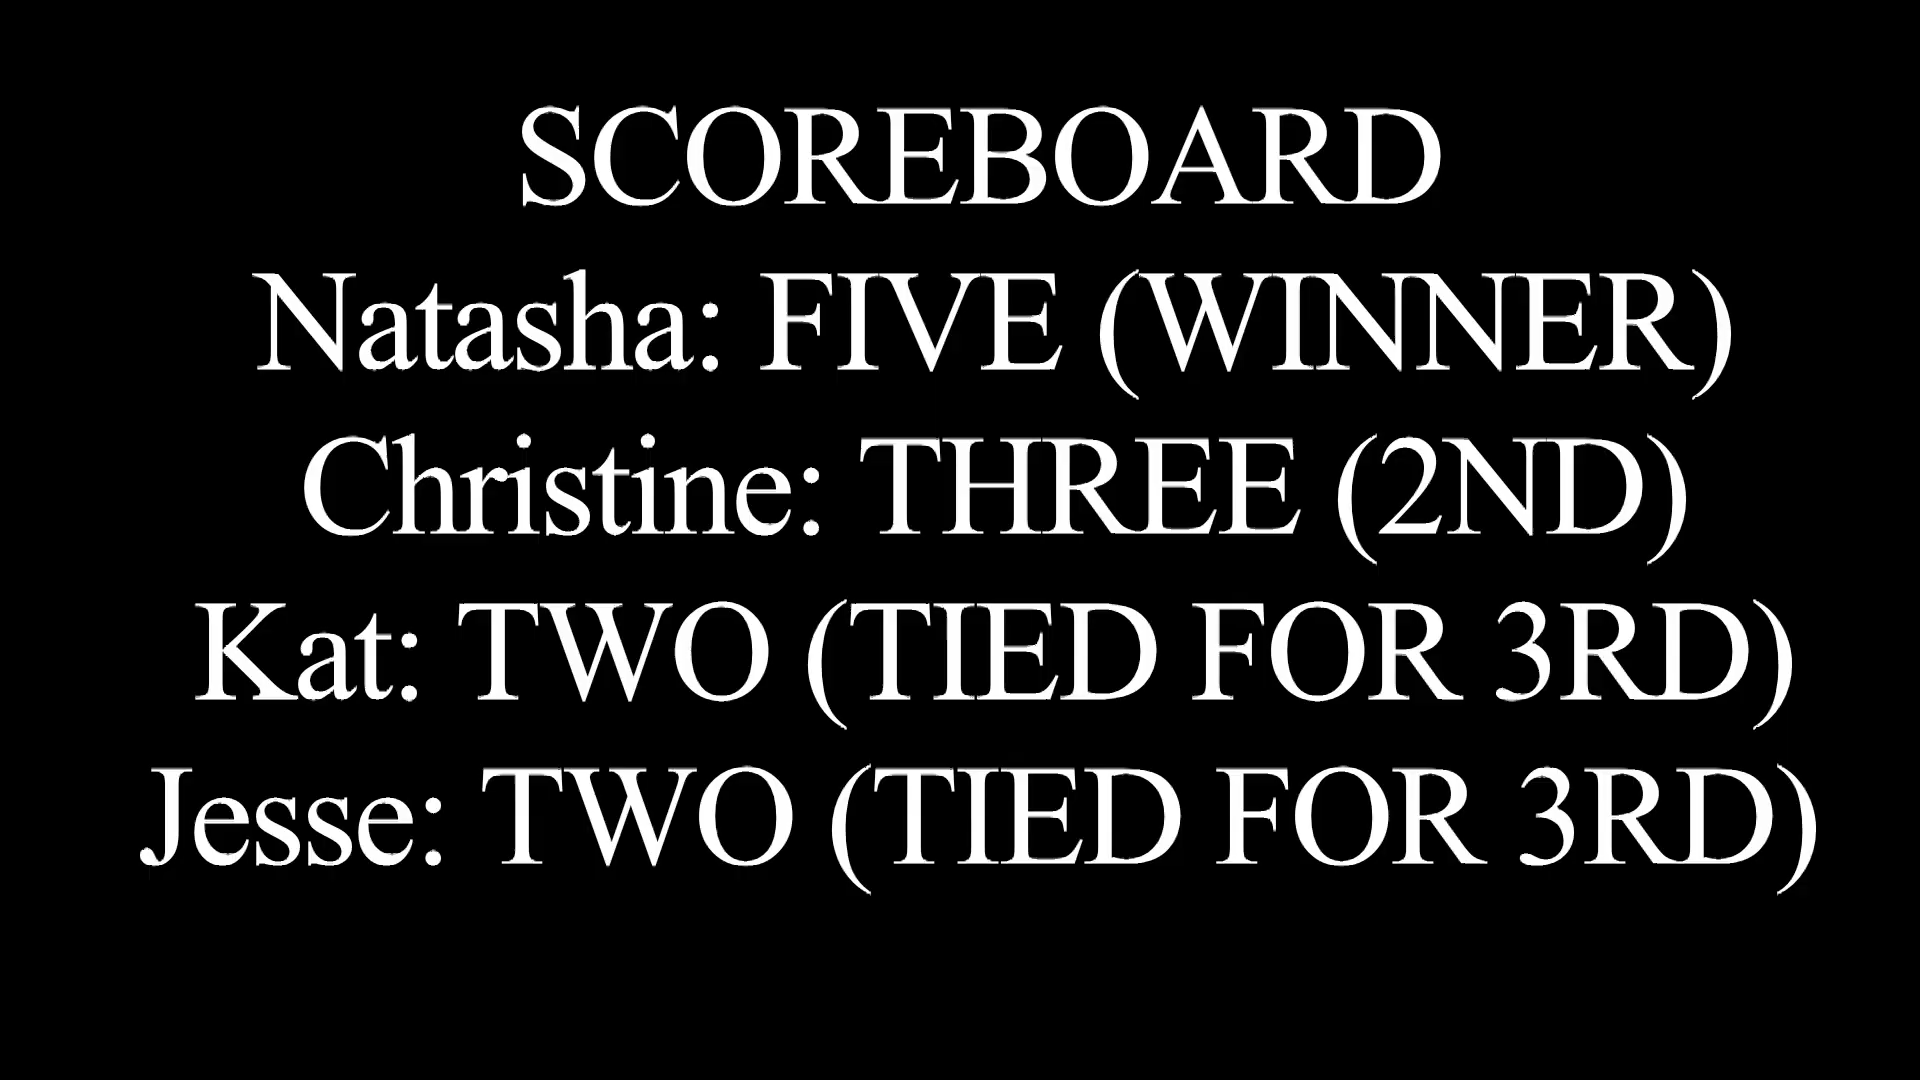 SCOREBOARD
Natasha: FIVE (WINNER)
Christine: THREE (2ND)
Kat: TWO (TIED FOR 3RD)
Jesse: TWO (TIED FOR 3RD)